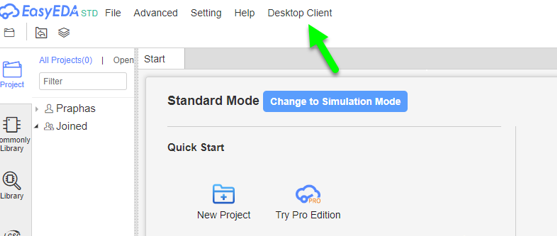 EasyEDA STD File Advanced Setting Help Desktop Client
All Projects(0) | Open
Start
Filter
Project
Praphas
Joined
Standard Mode Change to Simulation Mode
Quick Start
Library
Library
New Project Try Pro Edition
PRO